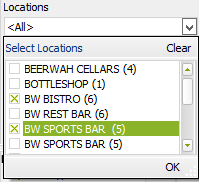 Locations
<All>
Select Locations Clear
BEERWAH CELLARS (4)
BOTTLESHOP (1)
BW BISTRO (6)
BW REST BAR (6)
BW SPORTS BAR (5)
BW SPORTS BAR (5)
OK